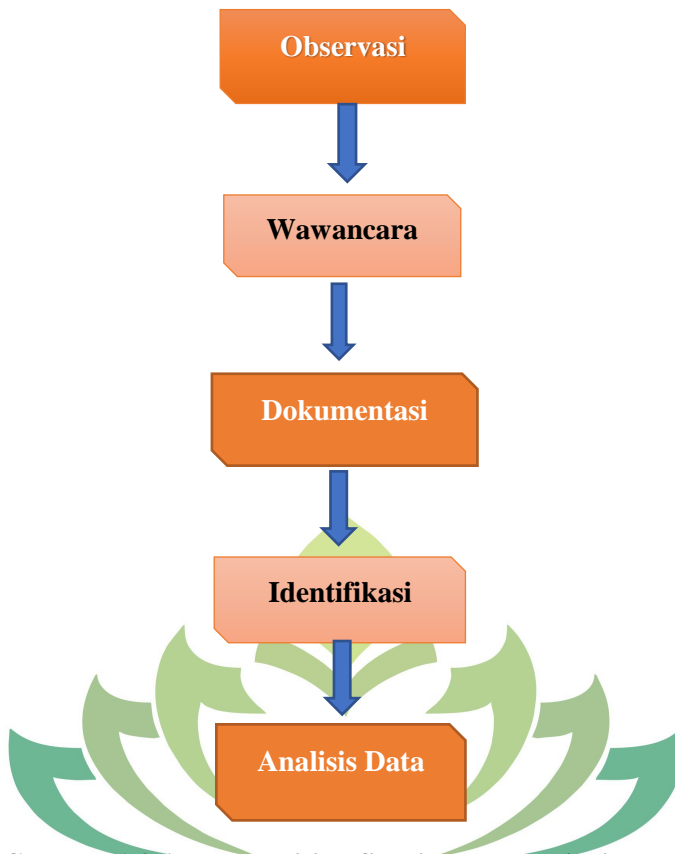 Observasi
Wawancara
Dokumentasi
Identifikasi
Analisis Data